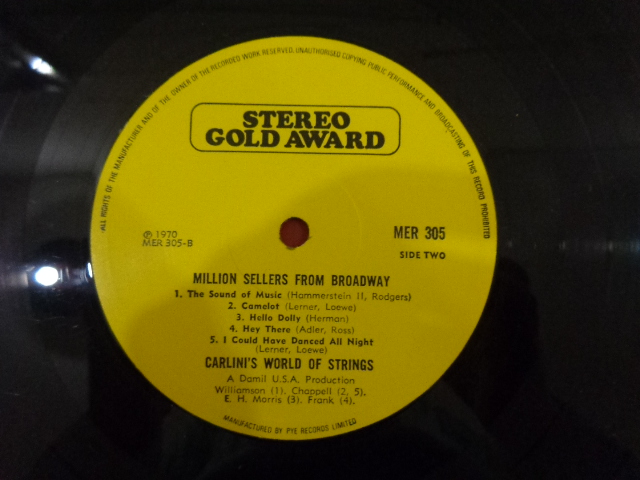 ALL RIGHTS OF THE MANUFACTURER AND OF THE OWNER OF THE RECORDED WORK RESERVED. UNAUTHORISED COPYING PUBLIC PERFORMANCE AND BROADCASTING OF THIS RECORD PROHIBITED
STEREO
GOLD AWARD
℗ 1970
MER 305-B
MER 305
SIDE TWO
MILLION SELLERS FROM BROADWAY
1. The Sound of Music (Hammerstein II, Rodgers)
2. Camelot (Lerner, Loewe)
3. Hello Dolly (Herman)
4. Hey There (Adler, Ross)
5. I Could Have Danced All Night
(Lerner, Loewe)
CARLINI'S WORLD OF STRINGS
A Damil U.S.A. Production
Williamson (1). Chappell (2, 5).
E. H. Morris (3). Frank (4).
MANUFACTURED BY PYE RECORDS LIMITED